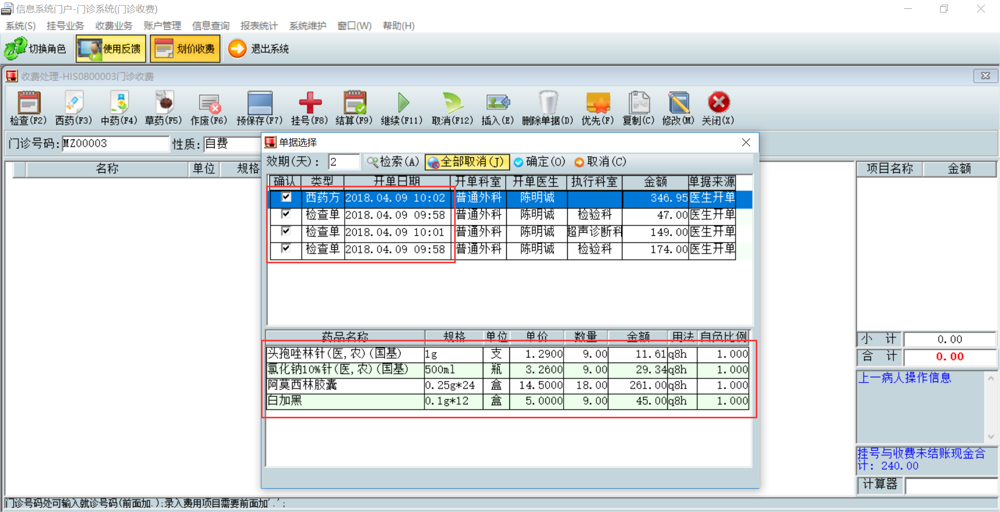 信息系统门户-门诊系统(门诊收费)
系统(S) 挂号业务 收费业务 账户管理 信息查询 报表统计 系统维护 窗口(W) 帮助(H)
切换角色 使用反馈 划价收费 退出系统
收费处理-HIS0800003门诊收费
检查(F2) 西药(F3) 中药(F4) 草药(F5) 作废(F6) 预保存(F7) 挂号(F8) 结算(F9) 继续(F11) 取消(F12) 插入(E) 删除单据(D) 优先(F) 复制(C) 修改(M) 关闭(X)
门诊号码: MZ00003 性质: 自费
名称 单位 规格
单据选择
效期(天): 2 检索(A) 全部取消(J) 确定(O) 取消(C)
确认 类型 开单日期 开单科室 开单医生 执行科室 金额 单据来源
西药方 2018.04.09 10:02 普通外科 陈明诚 346.95 医生开单
检查单 2018.04.09 09:58 普通外科 陈明诚 检验科 47.00 医生开单
检查单 2018.04.09 10:01 普通外科 陈明诚 超声诊断科 149.00 医生开单
检查单 2018.04.09 09:58 普通外科 陈明诚 检验科 174.00 医生开单
药品名称 规格 单位 单价 数量 金额 用法 自负比例
头孢唑林针(医,农)(国基) 1g 支 1.2900 9.00 11.61 q8h 1.000
氯化钠10%针(医,农)(国基) 500ml 瓶 3.2600 9.00 29.34 q8h 1.000
阿莫西林胶囊 0.25g*24 盒 14.5000 18.00 261.00 q8h 1.000
白加黑 0.1g*12 盒 5.0000 9.00 45.00 q8h 1.000
项目名称 金额
小 计 0.00
合 计 0.00
上一病人操作信息
挂号与收费未结账现金合
计: 240.00
计算器
门诊号码处可输入就诊号码(前面加.);录入费用项目需要前面加'.';